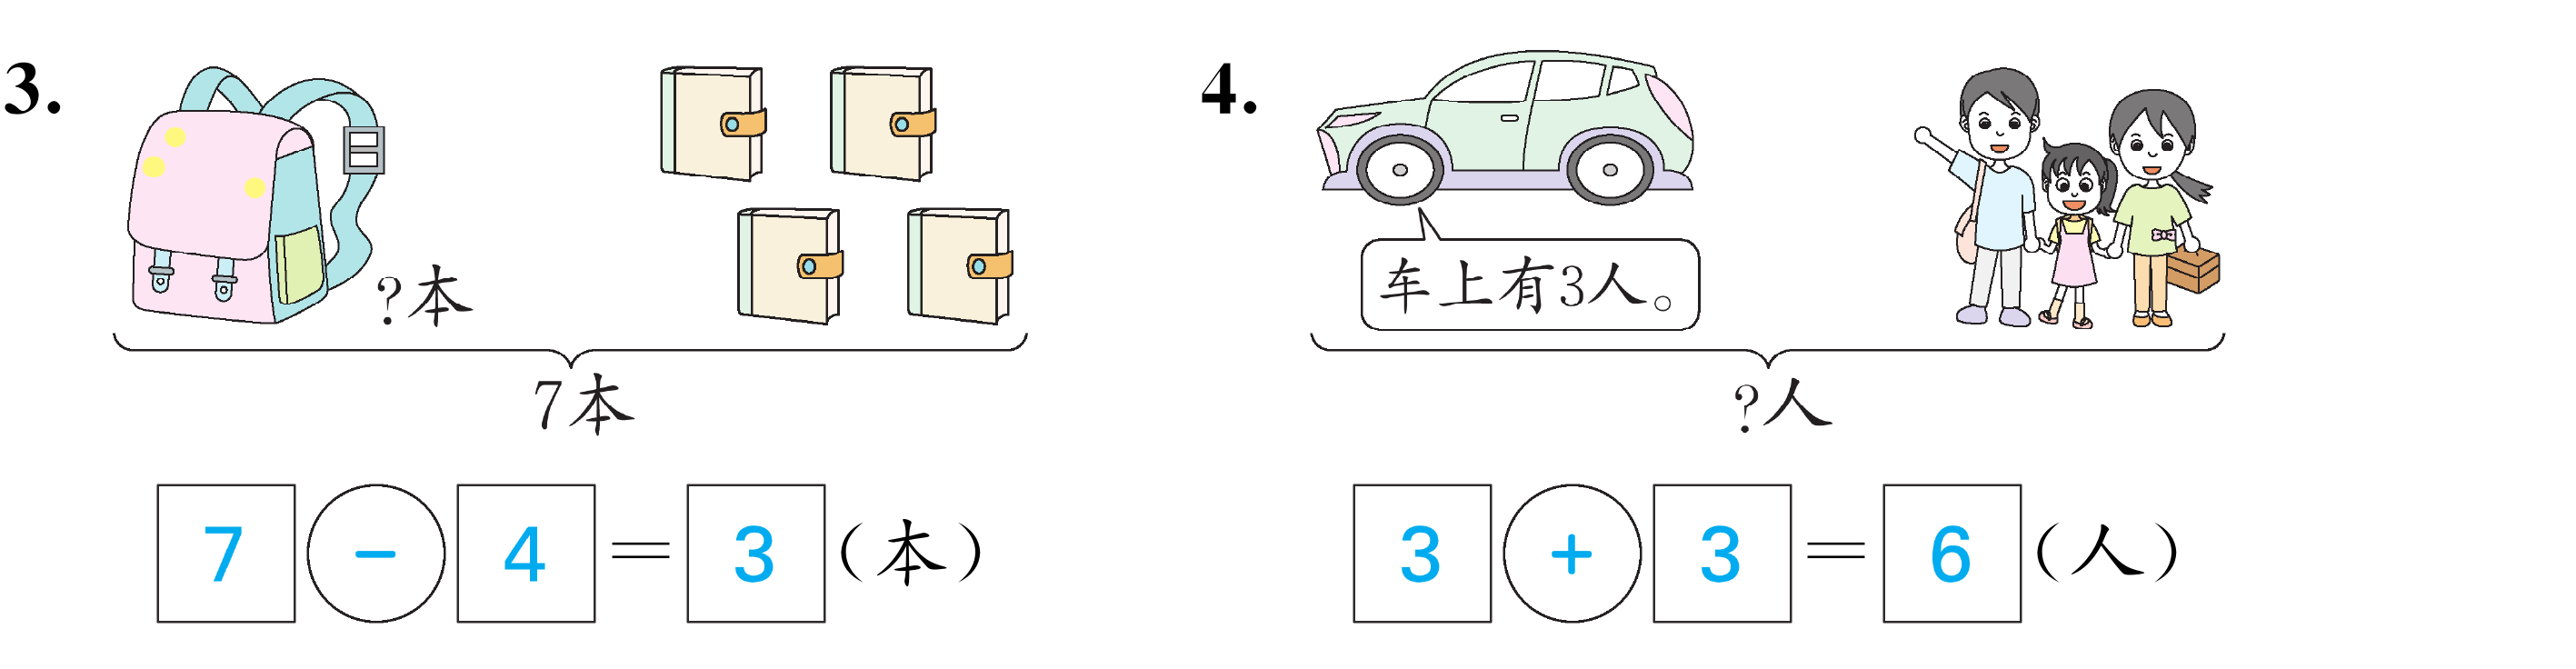 3.
?本
7本
7 - 4 = 3 (本)
4.
车上有3人。
?人
3 + 3 = 6 (人)